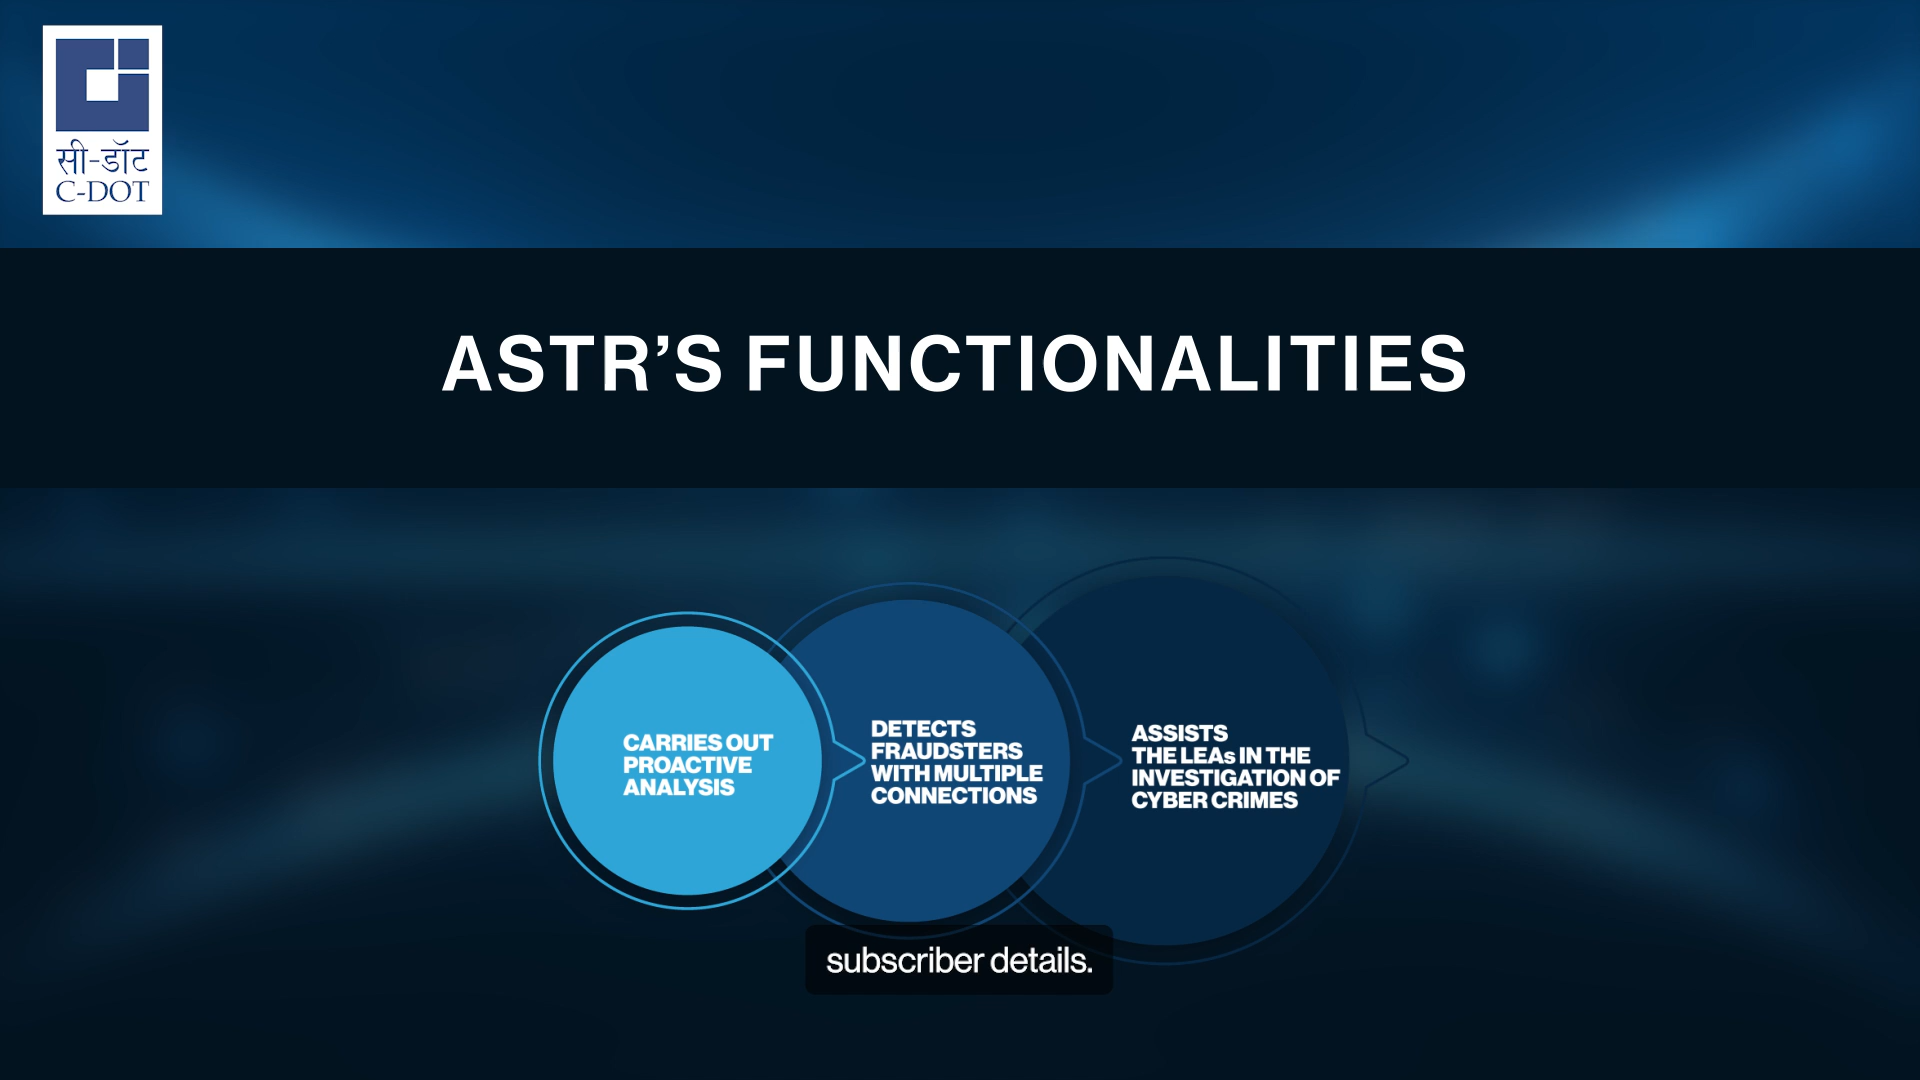 सी-डॉट
C-DOT
ASTR’S FUNCTIONALITIES
CARRIES OUT
PROACTIVE
ANALYSIS
DETECTS
FRAUDSTERS
WITH MULTIPLE
CONNECTIONS
ASSISTS
THE LEAs IN THE
INVESTIGATION OF
CYBER CRIMES
subscriber details.